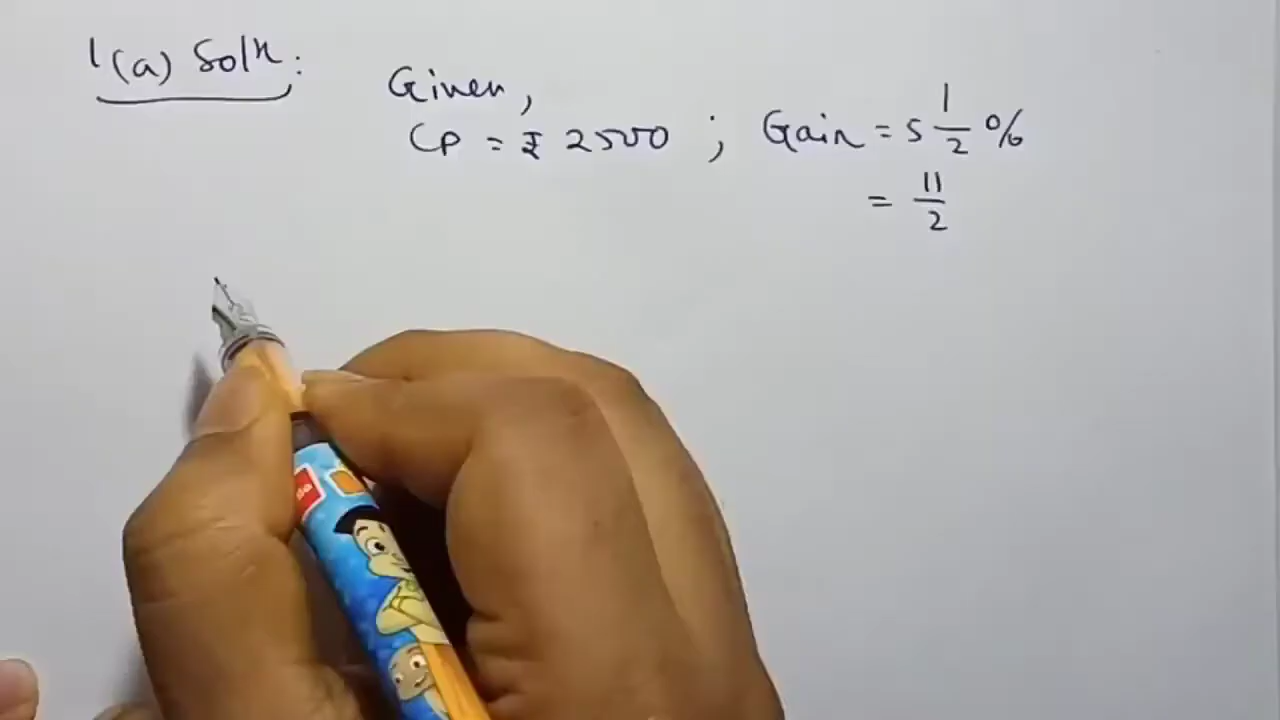 1(a) Soln:
Given,
CP = ₹ 2500 ; Gain = 5 1/2 %
= 11/2